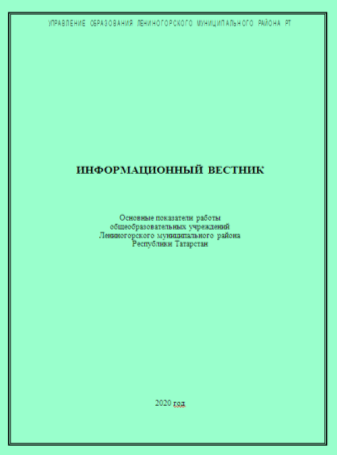 УПРАВЛЕНИЕ ОБРАЗОВАНИЯ ЛЕНИНОГОРСКОГО МУНИЦИПАЛЬНОГО РАЙОНА РТ
ИНФОРМАЦИОННЫЙ ВЕСТНИК
Основные показатели работы
общеобразовательных учреждений
Лениногорского муниципального района
Республики Татарстан
2020 год